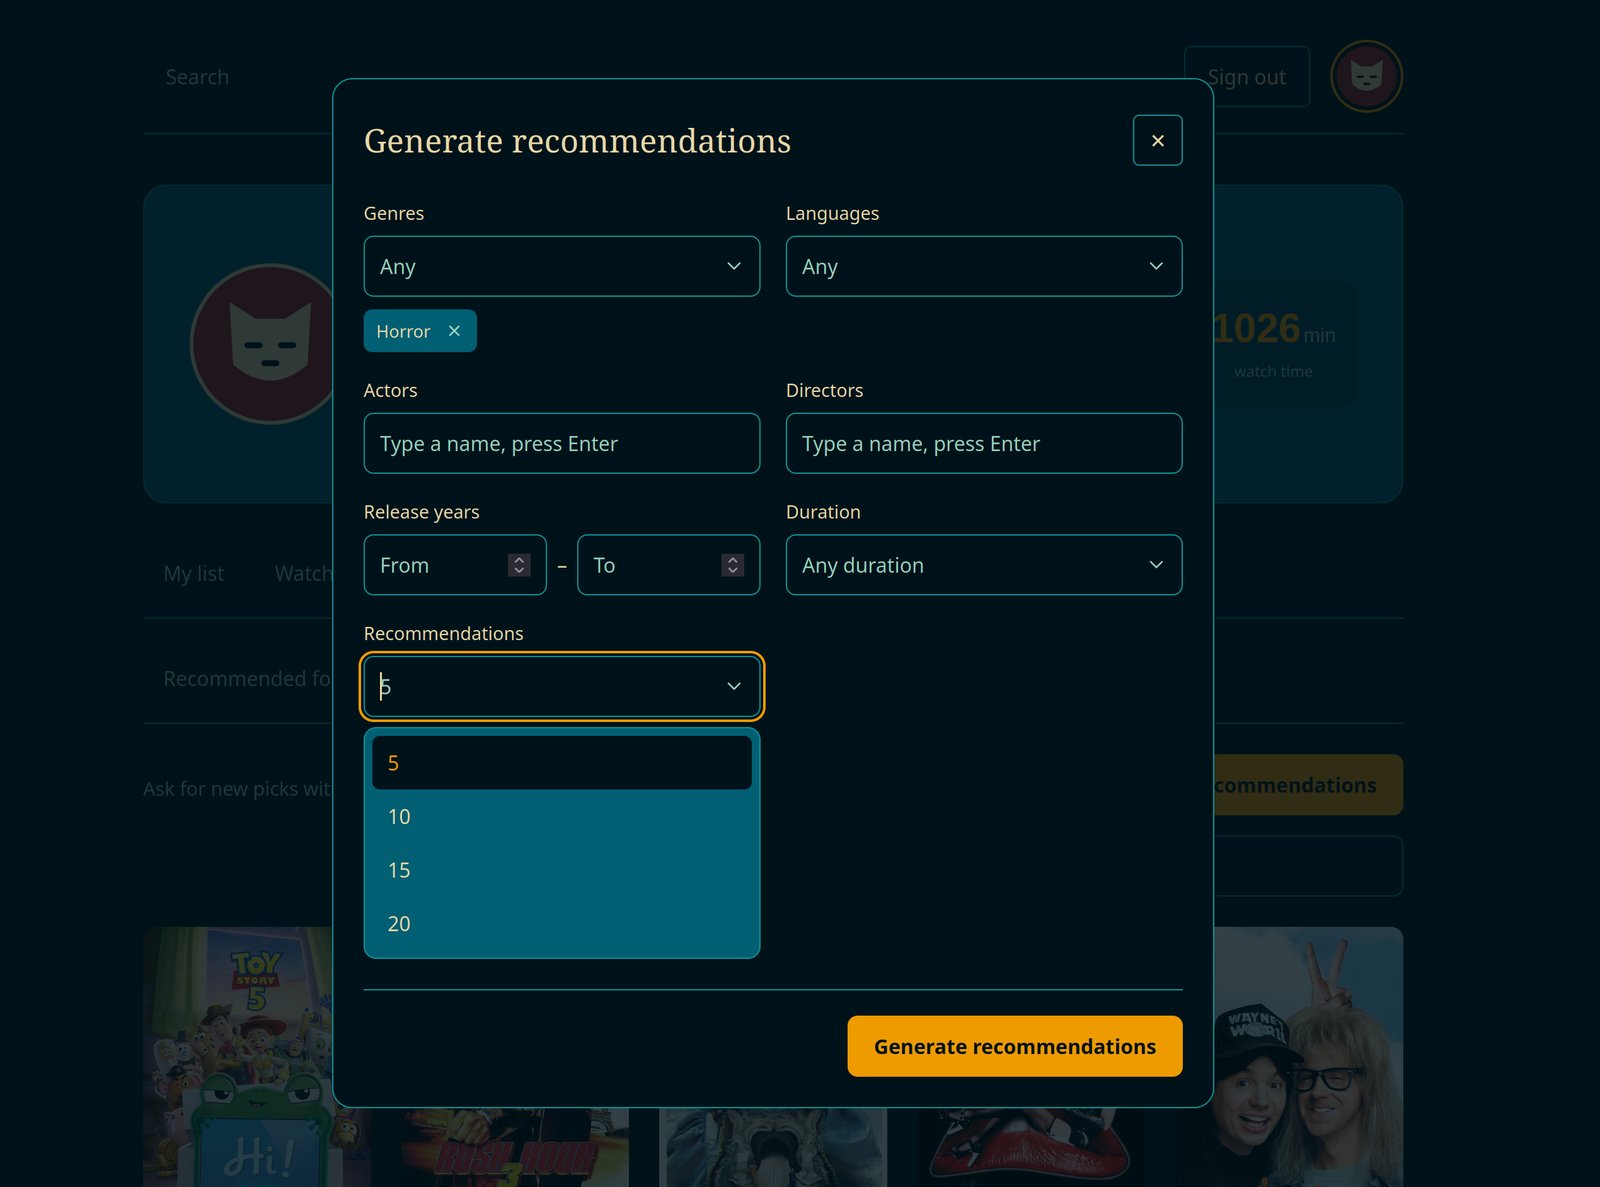 Search
Sign out
Generate recommendations
Genres
Languages
Any
Any
Horror
1026 min
watch time
Actors
Directors
Type a name, press Enter
Type a name, press Enter
Release years
Duration
From
–
To
Any duration
My list
Watch
Recommendations
Recommended fo
5
5
10
15
20
Ask for new picks wit
commendations
TOY
STORY
5
WAYNE'S
WORLD
Generate recommendations
Hi!
RUSH HOUR
3